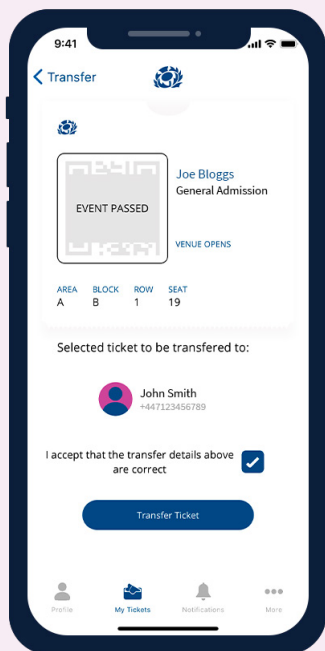 9:41
Transfer
EVENT PASSED
Joe Bloggs
General Admission
VENUE OPENS
AREA BLOCK ROW SEAT
A B 1 19
Selected ticket to be transfered to:
John Smith
+447123456789
I accept that the transfer details above
are correct
Transfer Ticket
Profile My Tickets Notifications More